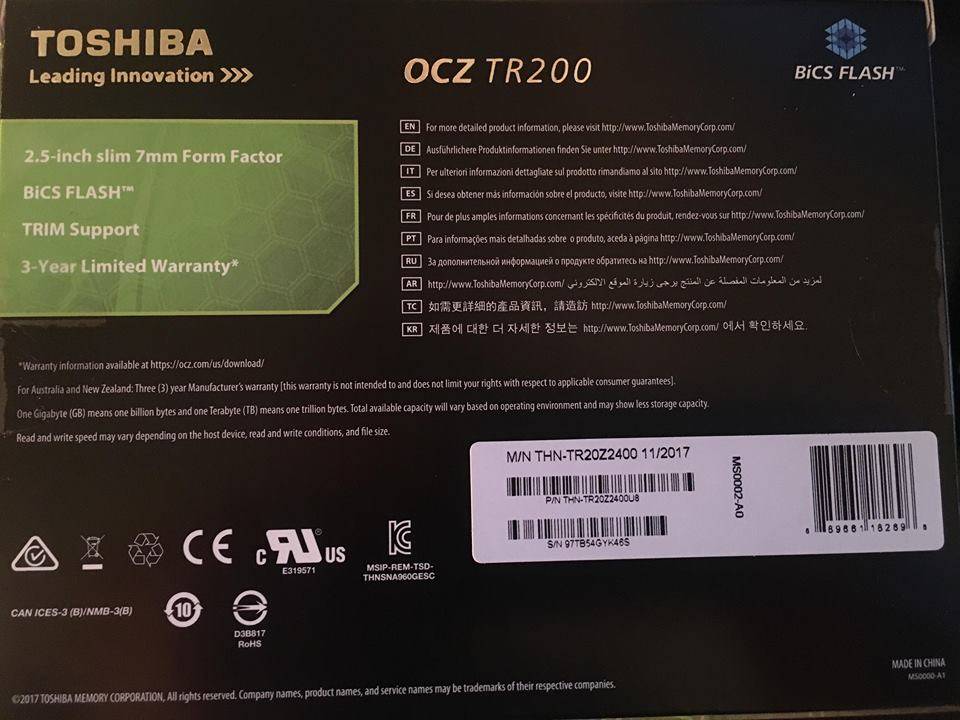 TOSHIBA
Leading Innovation >>>
OCZ TR200
BiCS FLASH™
2.5-inch slim 7mm Form Factor
BiCS FLASH™
TRIM Support
3-Year Limited Warranty*
EN For more detailed product information, please visit http://www.ToshibaMemoryCorp.com/
DE Ausführlichere Produktinformationen finden Sie unter http://www.ToshibaMemoryCorp.com/
IT Per ulteriori informazioni dettagliate sul prodotto rimandiamo al sito http://www.ToshibaMemoryCorp.com/
ES Si desea obtener más información sobre el producto, visite http://www.ToshibaMemoryCorp.com/
FR Pour de plus amples informations concernant les spécificités du produit, rendez-vous sur http://www.ToshibaMemoryCorp.com/
PT Para informações mais detalhadas sobre o produto, aceda à página http://www.ToshibaMemoryCorp.com/
RU За дополнительной информацией о продукте обратитесь на http://www.ToshibaMemoryCorp.com/
AR لمزيد من المعلومات المفصلة عن المنتج يرجى زيارة الموقع الالكتروني http://www.ToshibaMemoryCorp.com/
TC 如需更詳細的產品資訊，請造訪 http://www.ToshibaMemoryCorp.com/
KR 제품에 대한 더 자세한 정보는 http://www.ToshibaMemoryCorp.com/ 에서 확인하세요.
*Warranty information available at https://ocz.com/us/download/
For Australia and New Zealand: Three (3) year Manufacturer's warranty [this warranty is not intended to and does not limit your rights with respect to applicable consumer guarantees].
One Gigabyte (GB) means one billion bytes and one Terabyte (TB) means one trillion bytes. Total available capacity will vary based on operating environment and may show less storage capacity.
Read and write speed may vary depending on the host device, read and write conditions, and file size.
M/N THN-TR20Z2400 11/2017
P/N THN-TR20Z2400U8
S/N 97TB54GYK46S
MS0002-A0
8 89661 18269 8
CE
c RU® US
E319571
MSIP-REM-TSD-
THNSNA960GESC
CAN ICES-3 (B)/NMB-3(B)
10
D3B817
RoHS
MADE IN CHINA
MS0000-A1
©2017 TOSHIBA MEMORY CORPORATION, All rights reserved. Company names, product names, and service names may be trademarks of their respective companies.